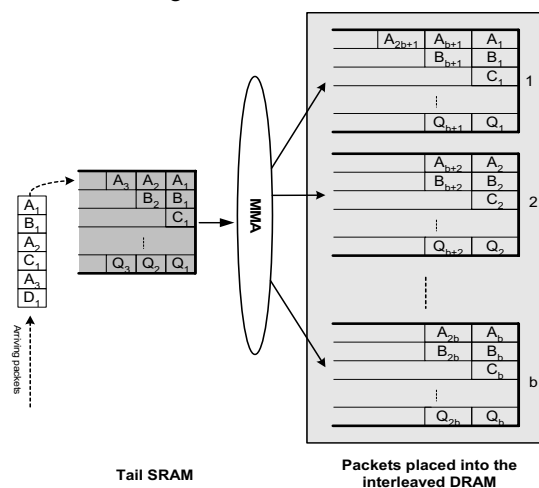 A₁
B₁
A₂
C₁
A₃
D₁
Arriving packets
A₃ A₂ A₁
B₂ B₁
C₁
Q₃ Q₂ Q₁
Tail SRAM
MMA
A₂b₊₁ Ab₊₁ A₁
Bb₊₁ B₁
C₁
1
Qb₊₁ Q₁
Ab₊₂ A₂
Bb₊₂ B₂
C₂
2
Qb₊₂ Q₂
A₂b Ab
B₂b Bb
Cb
b
Q₂b Qb
Packets placed into the
interleaved DRAM